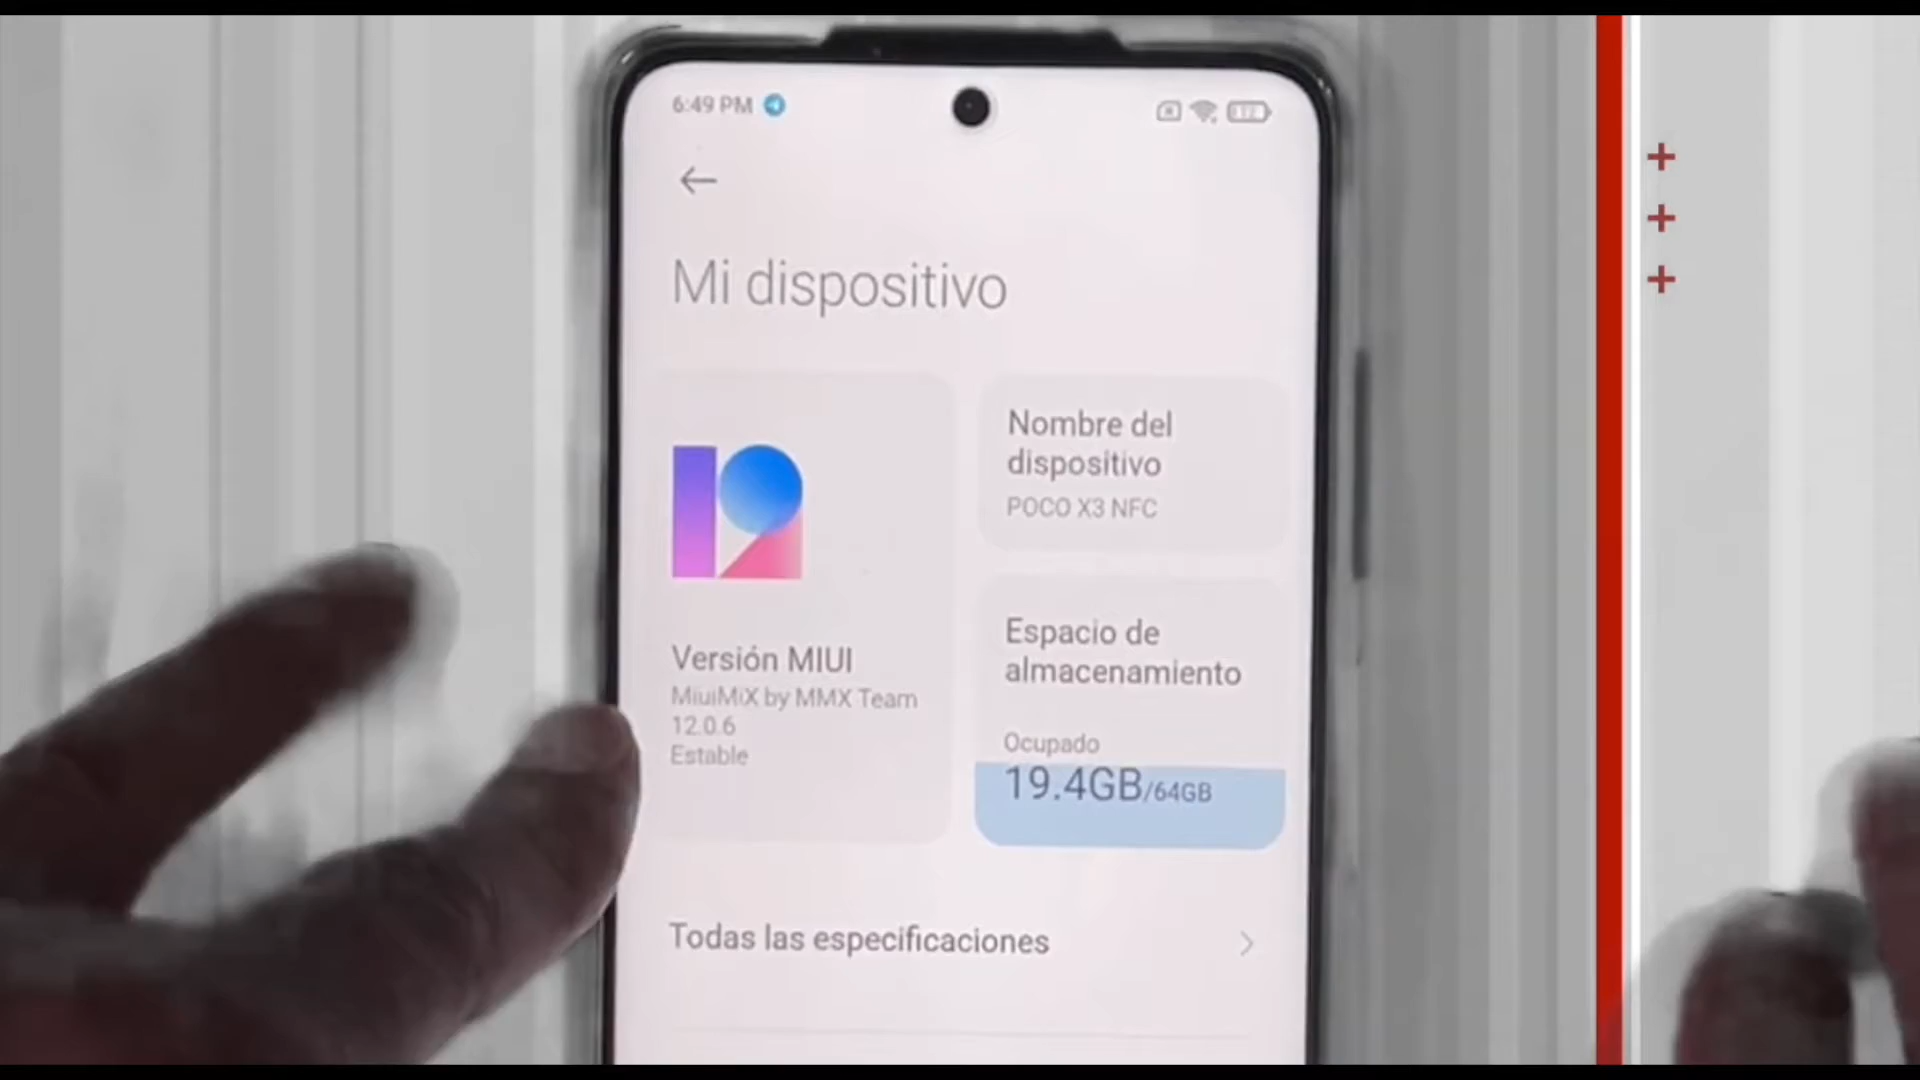 6:49 PM
Mi dispositivo
Nombre del
dispositivo
POCO X3 NFC
Versión MIUI
MiuiMiX by MMX Team
12.0.6
Estable
Espacio de
almacenamiento
Ocupado
19.4GB/64GB
Todas las especificaciones